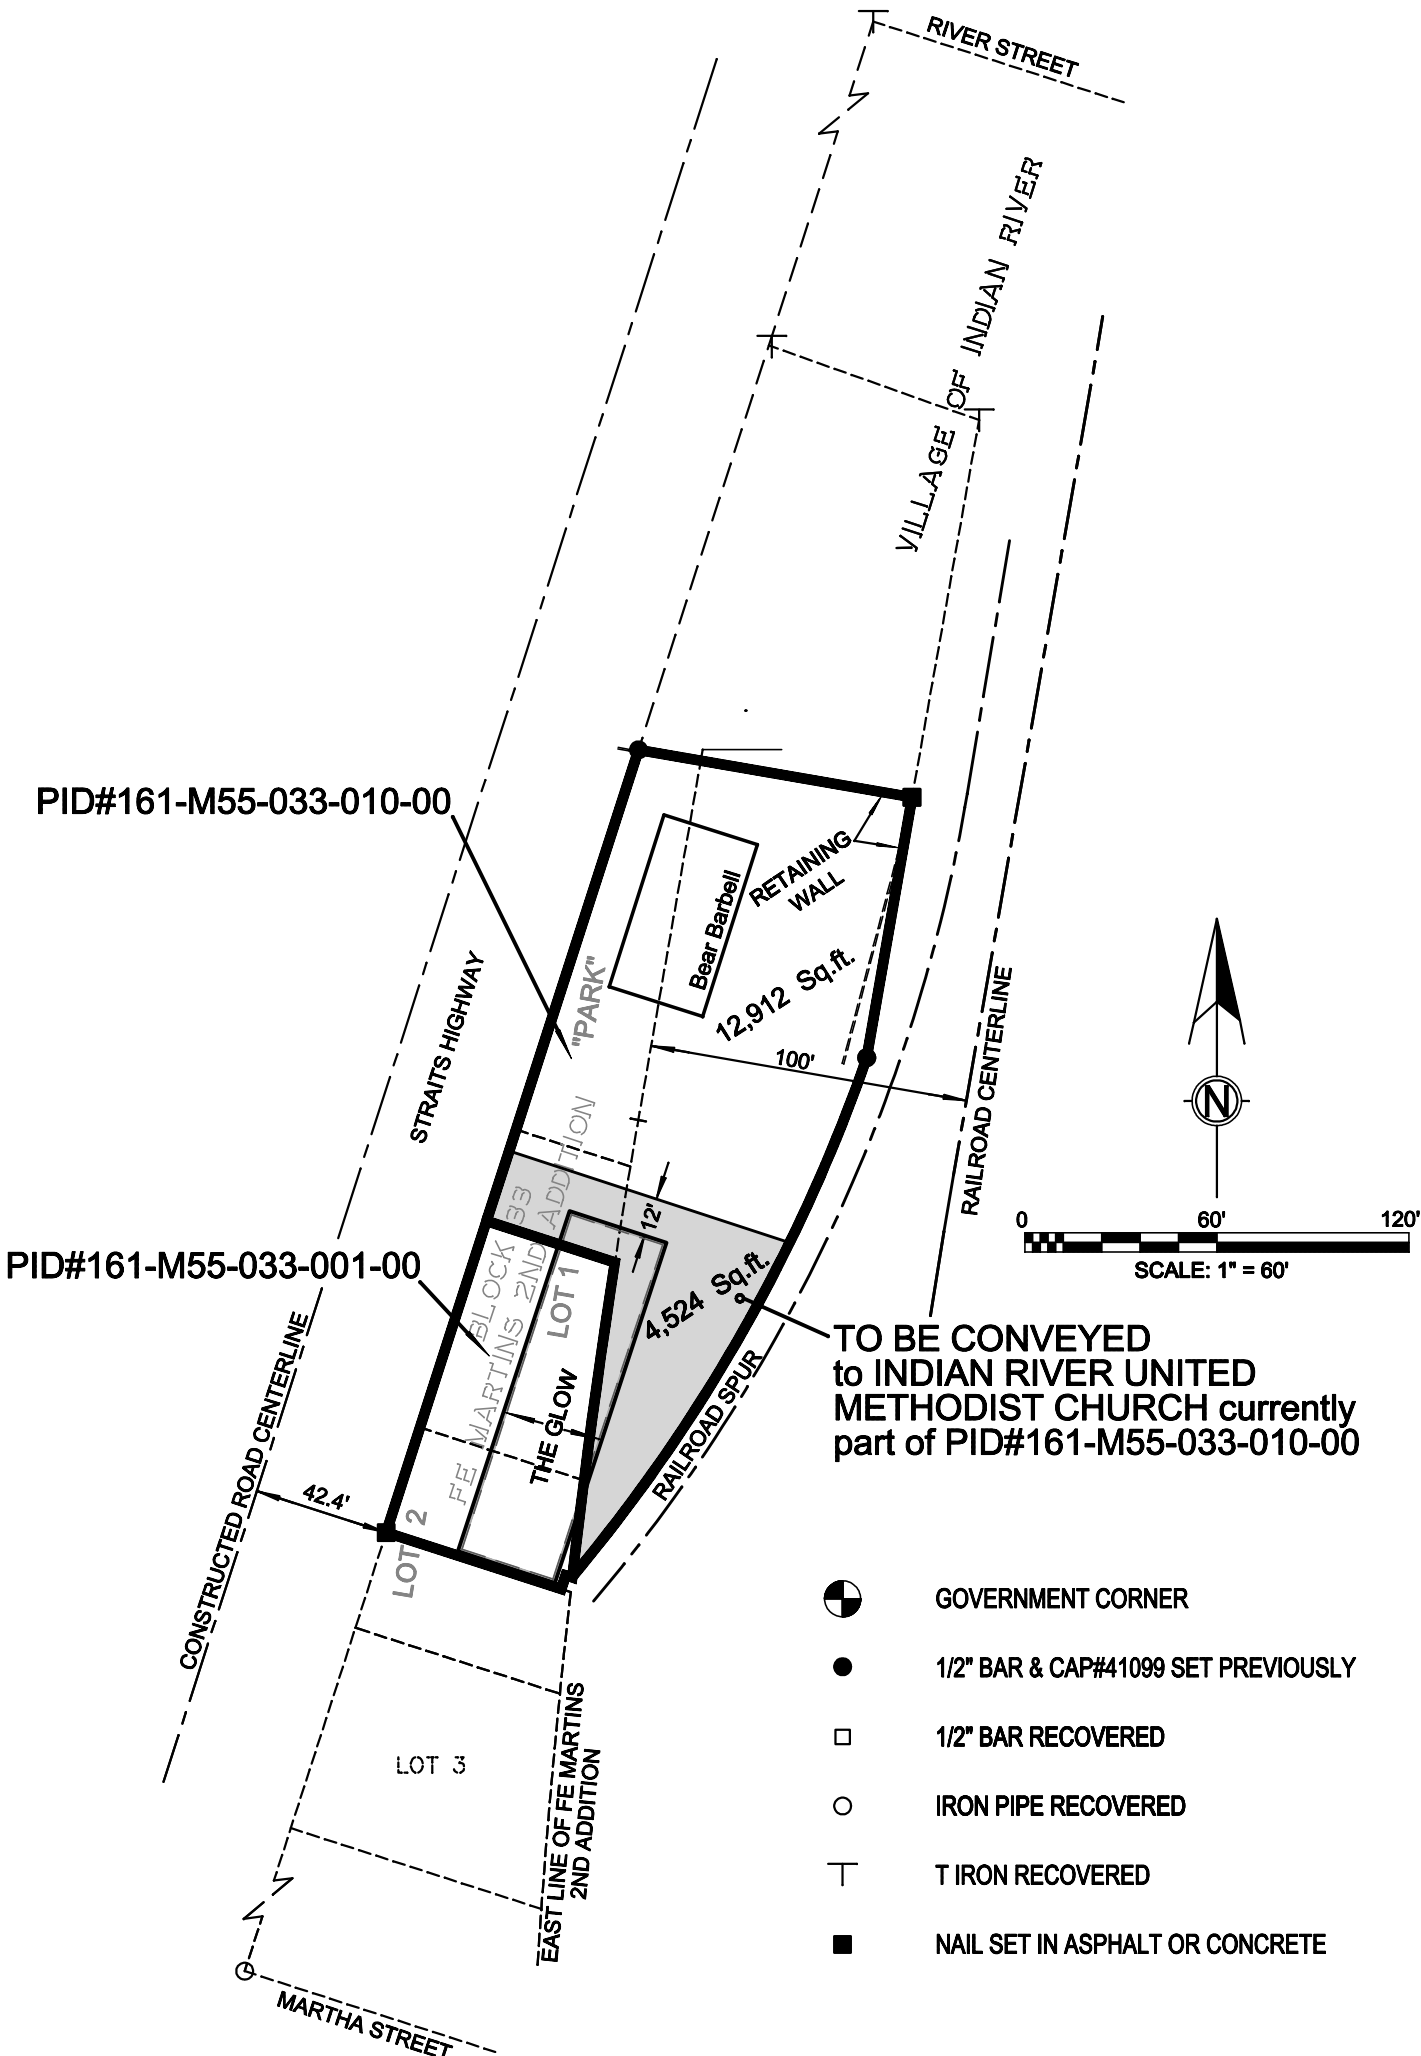 RIVER STREET
VILLAGE OF INDIAN RIVER
PID#161-M55-033-010-00
RETAINING
WALL
Bear Barbell
"PARK"
12,912 Sq.ft.
STRAITS HIGHWAY
100'
RAILROAD CENTERLINE
N
BLOCK 33
FE MARTINS 2ND ADDITION
12'
0 60' 120'
SCALE: 1" = 60'
PID#161-M55-033-001-00
LOT 1
4,524 Sq.ft.
TO BE CONVEYED
to INDIAN RIVER UNITED
METHODIST CHURCH currently
part of PID#161-M55-033-010-00
THE GLOW
RAILROAD SPUR
CONSTRUCTED ROAD CENTERLINE
42.4'
LOT 2
GOVERNMENT CORNER
1/2" BAR & CAP#41099 SET PREVIOUSLY
1/2" BAR RECOVERED
IRON PIPE RECOVERED
T IRON RECOVERED
NAIL SET IN ASPHALT OR CONCRETE
LOT 3
EAST LINE OF FE MARTINS
2ND ADDITION
MARTHA STREET